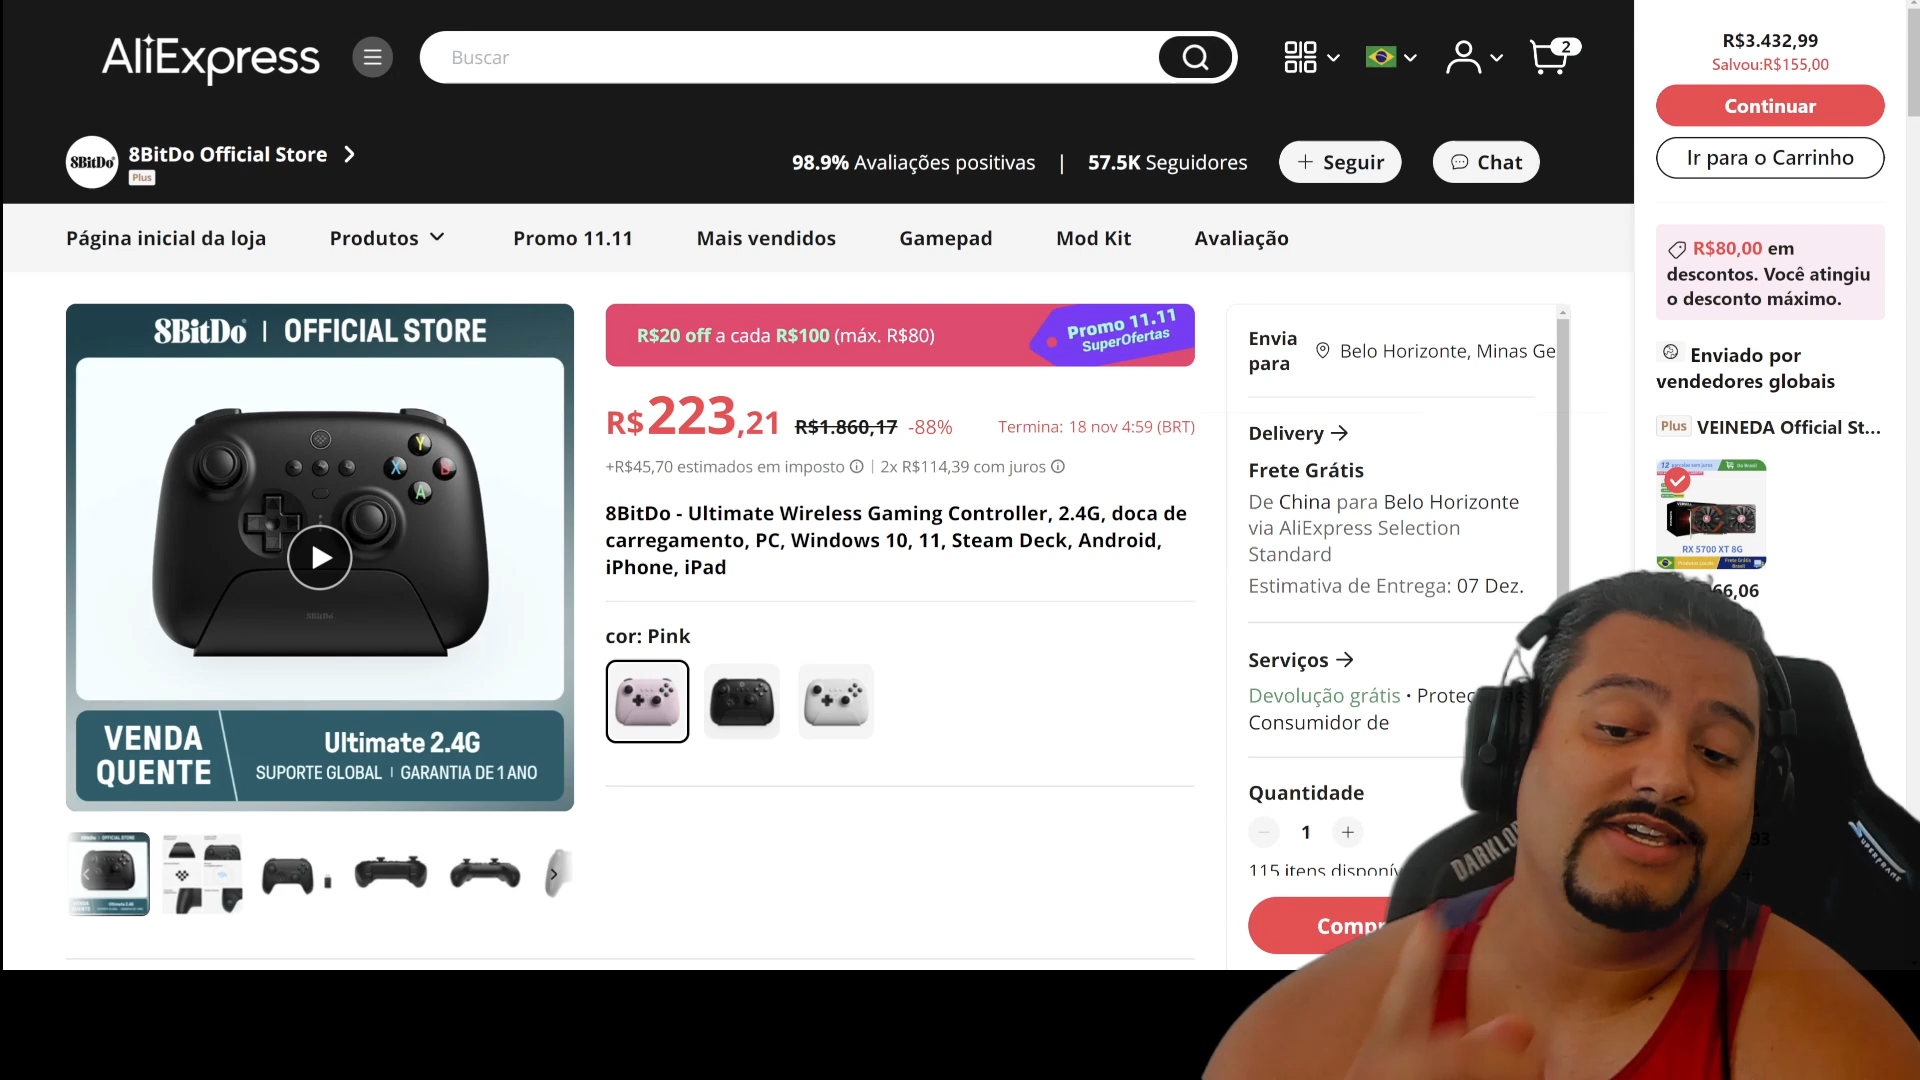 AliExpress
Buscar
2
8BitDo
8BitDo Official Store
Plus
98.9% Avaliações positivas | 57.5K Seguidores
+ Seguir
Chat
Página inicial da loja
Produtos
Promo 11.11
Mais vendidos
Gamepad
Mod Kit
Avaliação
8BitDo | OFFICIAL STORE
Y
X
B
A
8BitDo
VENDA QUENTE
Ultimate 2.4G
SUPORTE GLOBAL | GARANTIA DE 1 ANO
R$20 off a cada R$100 (máx. R$80)
Promo 11.11
SuperOfertas
R$223,21 R$1.860,17 -88%
Termina: 18 nov 4:59 (BRT)
+R$45,70 estimados em imposto | 2x R$114,39 com juros
8BitDo - Ultimate Wireless Gaming Controller, 2.4G, doca de
carregamento, PC, Windows 10, 11, Steam Deck, Android,
iPhone, iPad
cor: Pink
Envia
para
Belo Horizonte, Minas Ge
Delivery
Frete Grátis
De China para Belo Horizonte
via AliExpress Selection
Standard
Estimativa de Entrega: 07 Dez.
Serviços
Devolução grátis • Protec
Consumidor de
Quantidade
1
115 itens disponív
Compr
R$3.432,99
Salvou:R$155,00
Continuar
Ir para o Carrinho
R$80,00 em
descontos. Você atingiu
o desconto máximo.
Enviado por
vendedores globais
Plus VEINEDA Official St...
RX 5700 XT 8G
66,06
93
DARKLO
SUPERFRAME